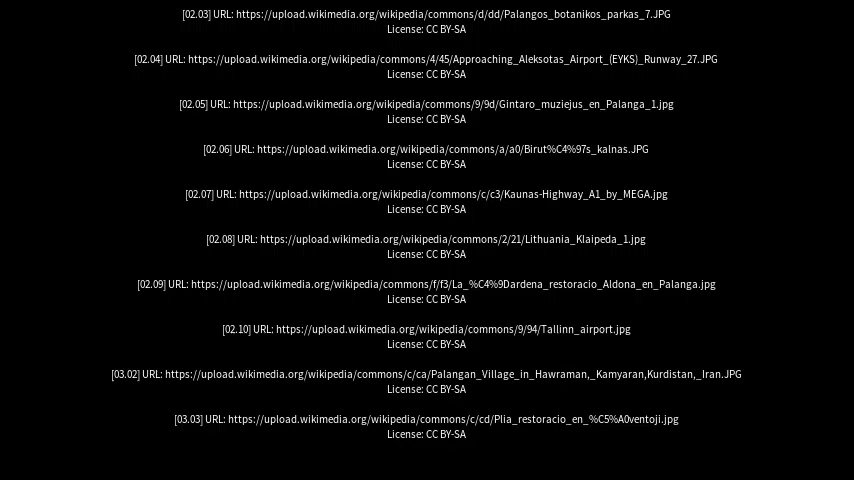 [02.03] URL: https://upload.wikimedia.org/wikipedia/commons/d/dd/Palangos_botanikos_parkas_7.JPG
License: CC BY-SA
[02.04] URL: https://upload.wikimedia.org/wikipedia/commons/4/45/Approaching_Aleksotas_Airport_(EYKS)_Runway_27.JPG
License: CC BY-SA
[02.05] URL: https://upload.wikimedia.org/wikipedia/commons/9/9d/Gintaro_muziejus_en_Palanga_1.jpg
License: CC BY-SA
[02.06] URL: https://upload.wikimedia.org/wikipedia/commons/a/a0/Birut%C4%97s_kalnas.JPG
License: CC BY-SA
[02.07] URL: https://upload.wikimedia.org/wikipedia/commons/c/c3/Kaunas-Highway_A1_by_MEGA.jpg
License: CC BY-SA
[02.08] URL: https://upload.wikimedia.org/wikipedia/commons/2/21/Lithuania_Klaipeda_1.jpg
License: CC BY-SA
[02.09] URL: https://upload.wikimedia.org/wikipedia/commons/f/f3/La_%C4%9Dardena_restoracio_Aldona_en_Palanga.jpg
License: CC BY-SA
[02.10] URL: https://upload.wikimedia.org/wikipedia/commons/9/94/Tallinn_airport.jpg
License: CC BY-SA
[03.02] URL: https://upload.wikimedia.org/wikipedia/commons/c/ca/Palangan_Village_in_Hawraman,_Kamyaran,Kurdistan,_Iran.JPG
License: CC BY-SA
[03.03] URL: https://upload.wikimedia.org/wikipedia/commons/c/cd/Plia_restoracio_en_%C5%A0ventoji.jpg
License: CC BY-SA